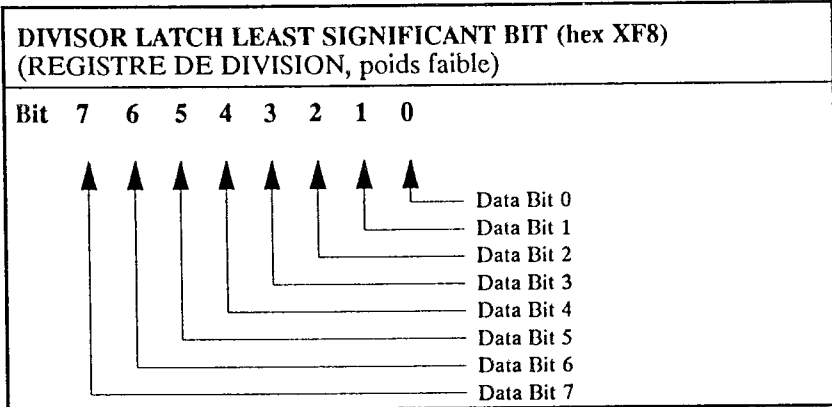 DIVISOR LATCH LEAST SIGNIFICANT BIT (hex XF8)
(REGISTRE DE DIVISION, poids faible)
Bit 7 6 5 4 3 2 1 0
Data Bit 0
Data Bit 1
Data Bit 2
Data Bit 3
Data Bit 4
Data Bit 5
Data Bit 6
Data Bit 7